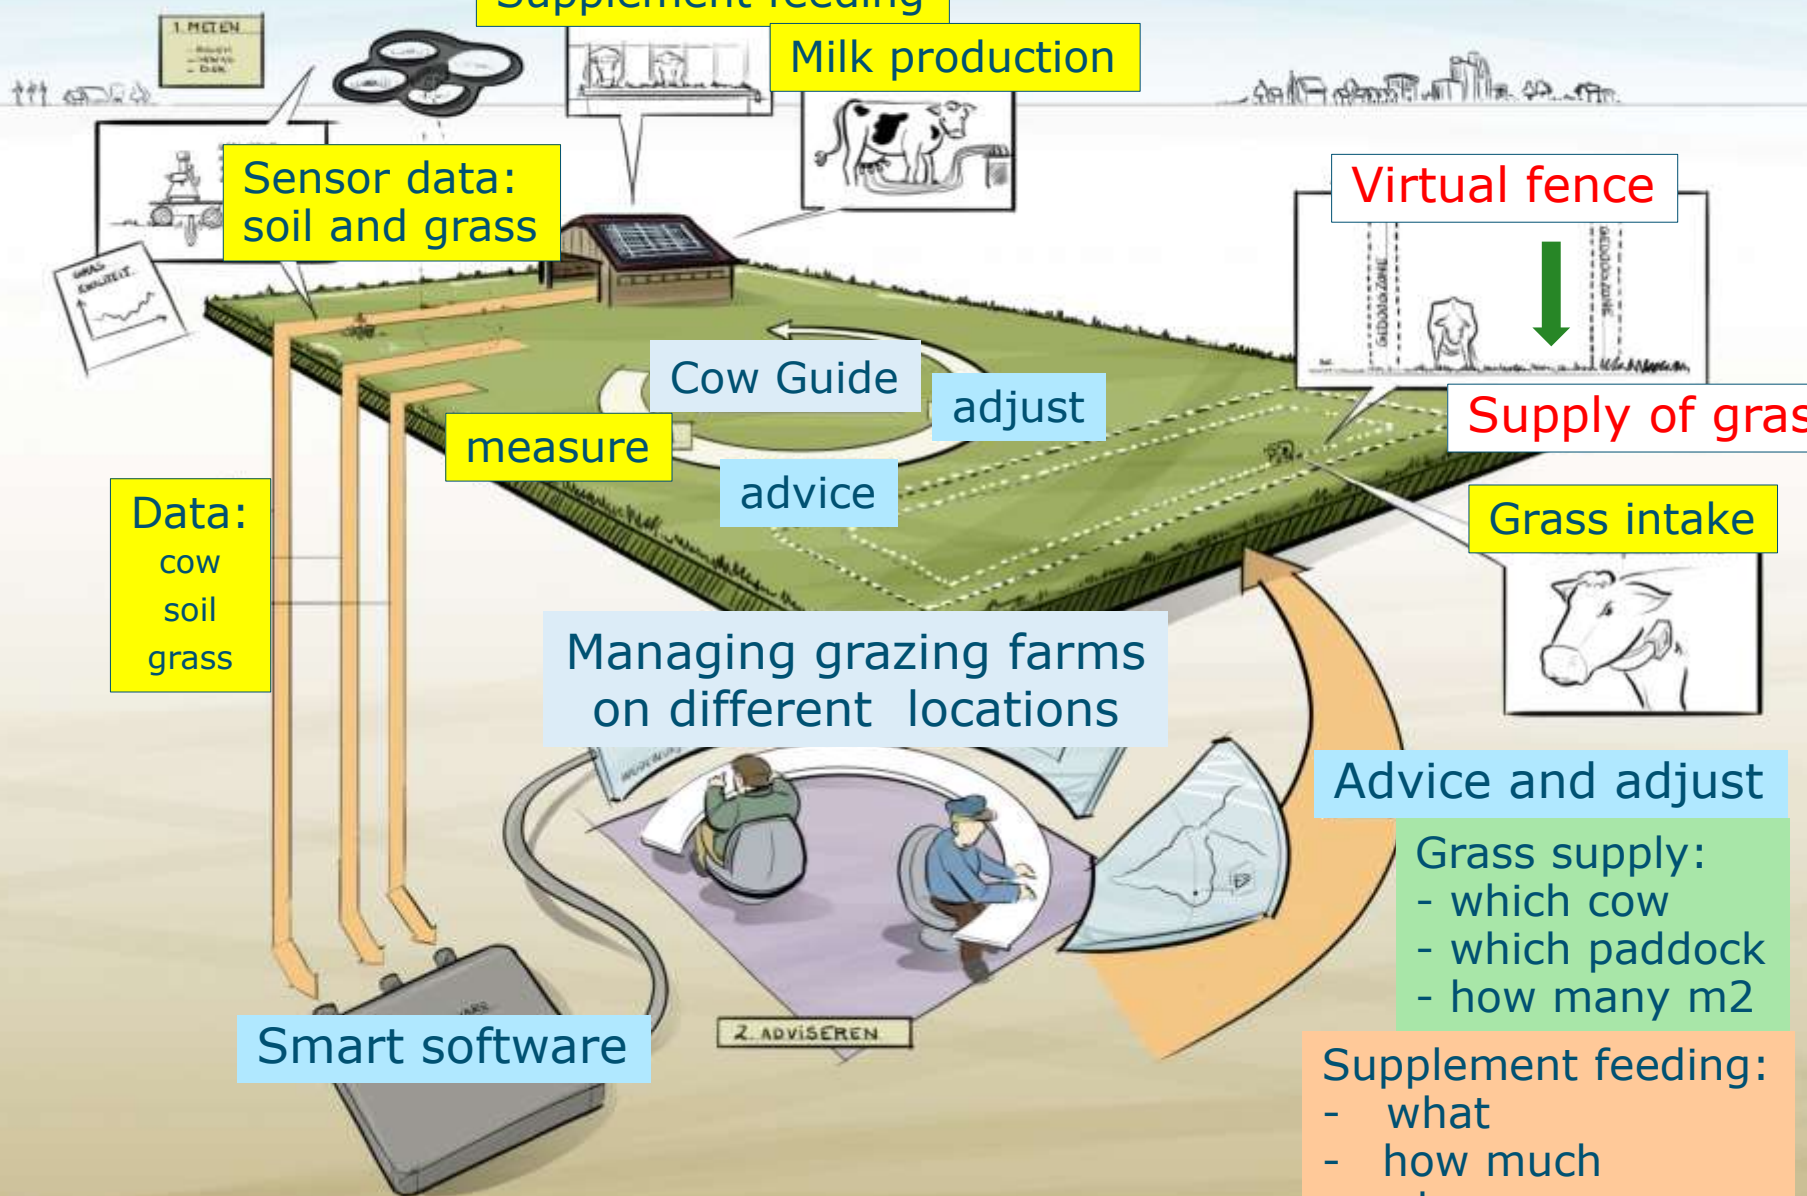 Supplement feeding
1. METEN
Milk production
Sensor data:
soil and grass
Virtual fence
GRAS
KWALITEIT.
Cow Guide
adjust
Supply of gras
measure
advice
Data:
cow
soil
grass
Grass intake
Managing grazing farms
on different locations
Advice and adjust
Grass supply:
- which cow
- which paddock
- how many m2
Smart software
2. ADVISEREN
Supplement feeding:
- what
- how much